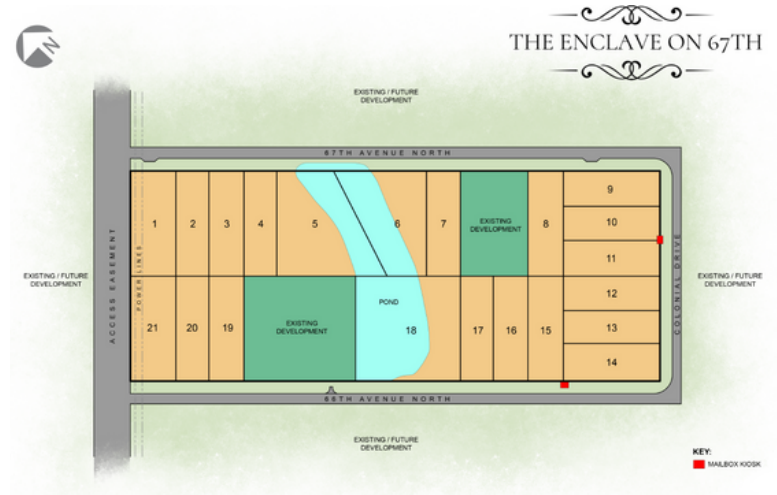 N
THE ENCLAVE ON 67TH
EXISTING / FUTURE
DEVELOPMENT
67TH AVENUE NORTH
1
2
3
4
5
6
7
EXISTING
DEVELOPMENT
8
9
10
11
ACCESS EASEMENT
POWER LINES
COLONIAL DRIVE
EXISTING / FUTURE
DEVELOPMENT
EXISTING / FUTURE
DEVELOPMENT
21
20
19
EXISTING
DEVELOPMENT
POND
18
17
16
15
12
13
14
66TH AVENUE NORTH
EXISTING / FUTURE
DEVELOPMENT
KEY:
MAILBOX KIOSK